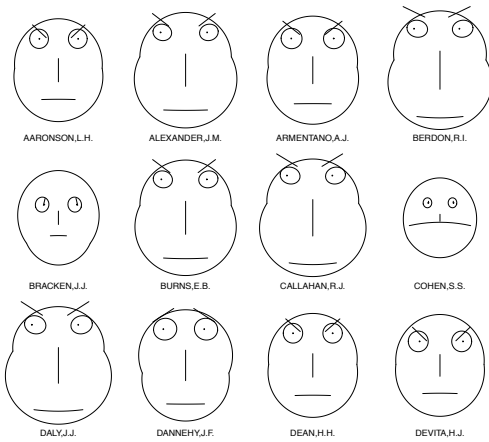 AARONSON,L.H. ALEXANDER,J.M. ARMENTANO,A.J. BERDON,R.I.
BRACKEN,J.J. BURNS,E.B. CALLAHAN,R.J. COHEN,S.S.
DALY,J.J. DANNEHY,J.F. DEAN,H.H. DEVITA,H.J.